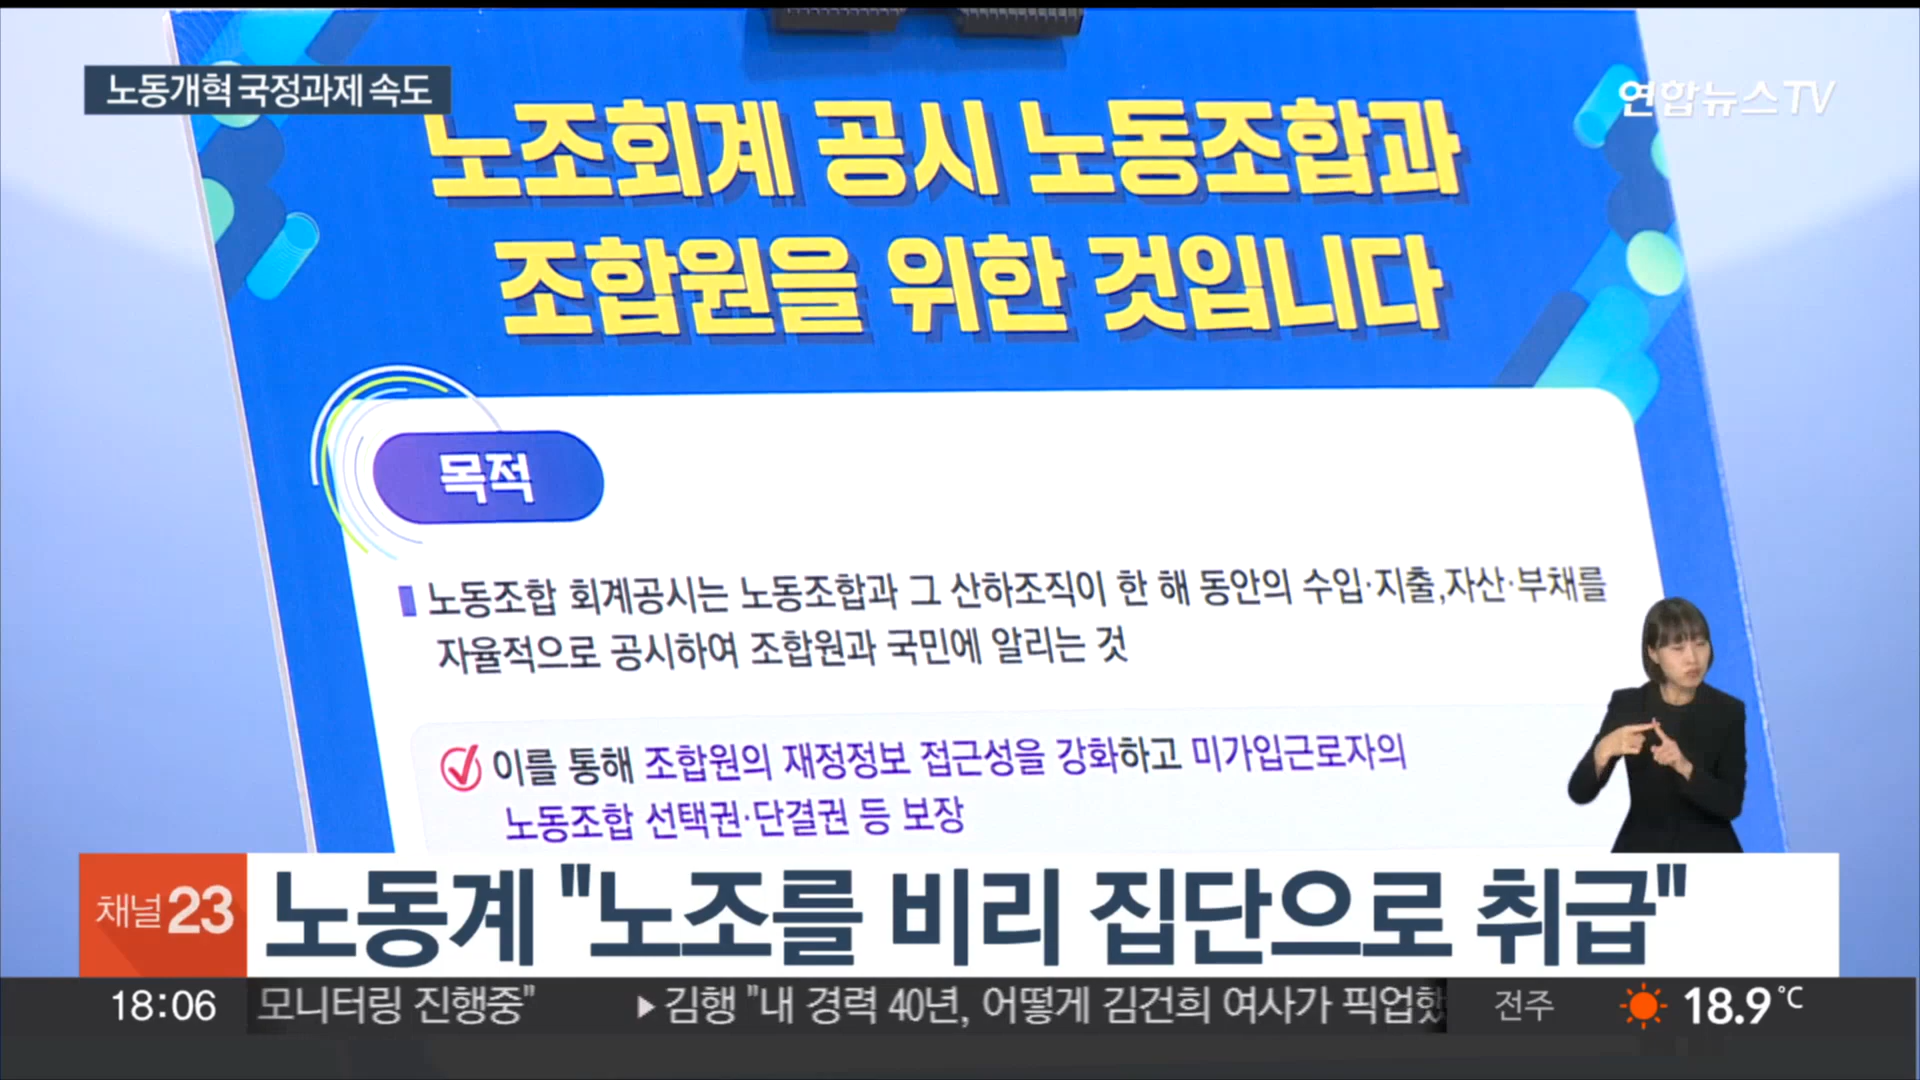 노동개혁 국정과제 속도
연합뉴스TV
노조회계 공시 노동조합과
조합원을 위한 것입니다
목적
노동조합 회계공시는 노동조합과 그 산하조직이 한 해 동안의 수입·지출,자산·부채를
자율적으로 공시하여 조합원과 국민에 알리는 것
이를 통해 조합원의 재정정보 접근성을 강화하고 미가입근로자의
노동조합 선택권·단결권 등 보장
채널 23
노동계 "노조를 비리 집단으로 취급"
18:06 모니터링 진행중" ▶김행 "내 경력 40년, 어떻게 김건희 여사가 픽업했 전주 18.9℃